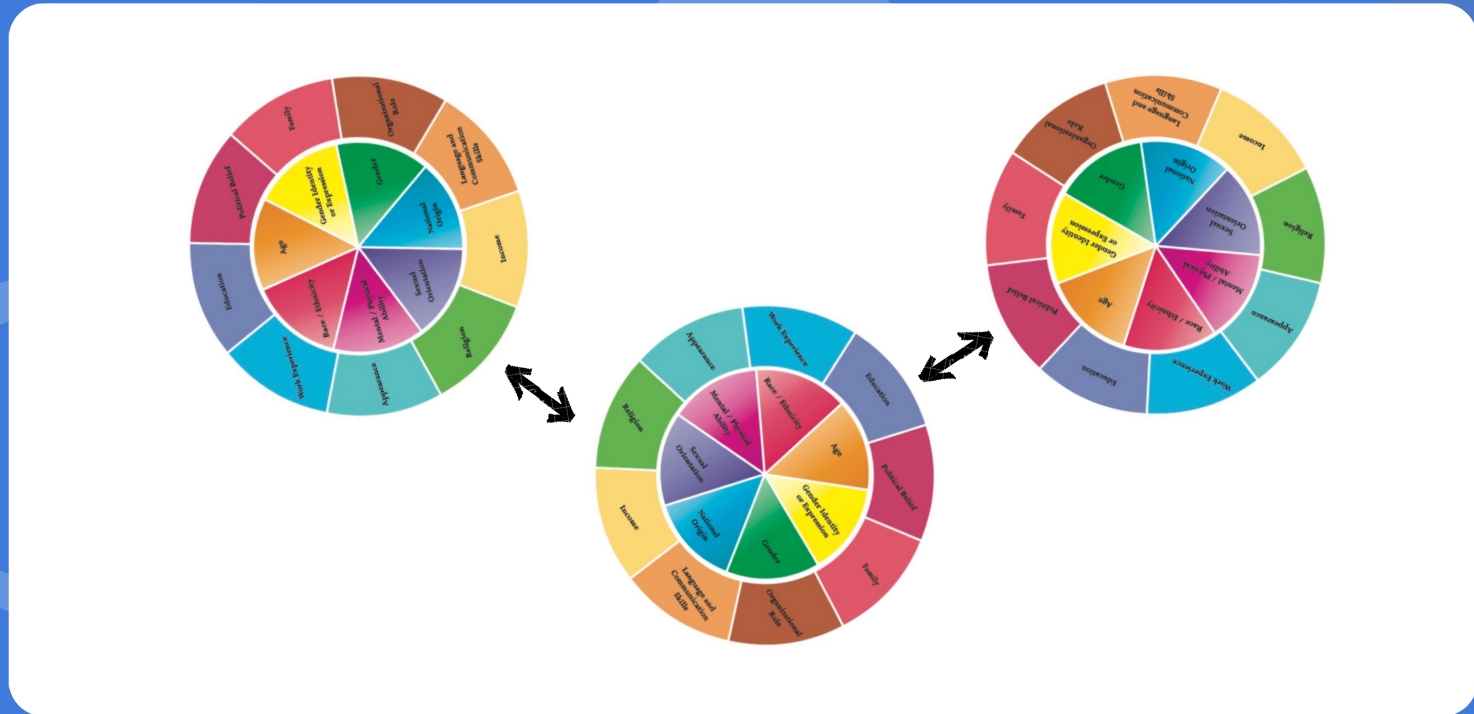 Family
Organizational
Role
Language and
Communication
Skills
Income
Religion
Appearance
Work Experience
Education
Political Belief
Gender Identity
or Expression
Gender
National
Origin
Sexual
Orientation
Mental / Physical
Ability
Race / Ethnicity
Age
Appearance
Work Experience
Education
Political Belief
Family
Organizational
Role
Language and
Communication
Skills
Income
Religion
Mental / Physical
Ability
Race / Ethnicity
Age
Gender Identity
or Expression
Gender
National
Origin
Sexual
Orientation
Organizational
Role
Language and
Communication
Skills
Income
Religion
Appearance
Work Experience
Education
Political Belief
Family
Gender
National
Origin
Sexual
Orientation
Mental / Physical
Ability
Race / Ethnicity
Age
Gender Identity
or Expression